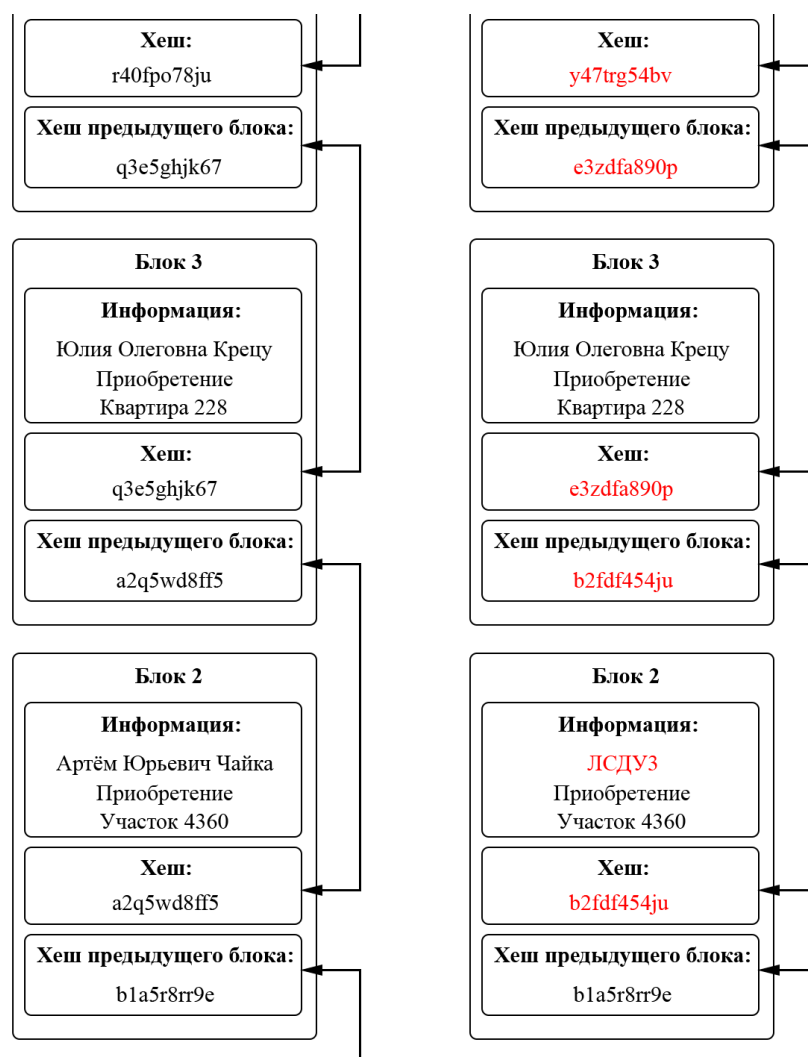 Хеш:
r40fpo78ju
Хеш предыдущего блока:
q3e5ghjk67
Блок 3
Информация:
Юлия Олеговна Крецу
Приобретение
Квартира 228
Хеш:
q3e5ghjk67
Хеш предыдущего блока:
a2q5wd8ff5
Блок 2
Информация:
Артём Юрьевич Чайка
Приобретение
Участок 4360
Хеш:
a2q5wd8ff5
Хеш предыдущего блока:
b1a5r8rr9e
Хеш:
y47trg54bv
Хеш предыдущего блока:
e3zdfa890p
Блок 3
Информация:
Юлия Олеговна Крецу
Приобретение
Квартира 228
Хеш:
e3zdfa890p
Хеш предыдущего блока:
b2fdf454ju
Блок 2
Информация:
ЛСДУЗ
Приобретение
Участок 4360
Хеш:
b2fdf454ju
Хеш предыдущего блока:
b1a5r8rr9e